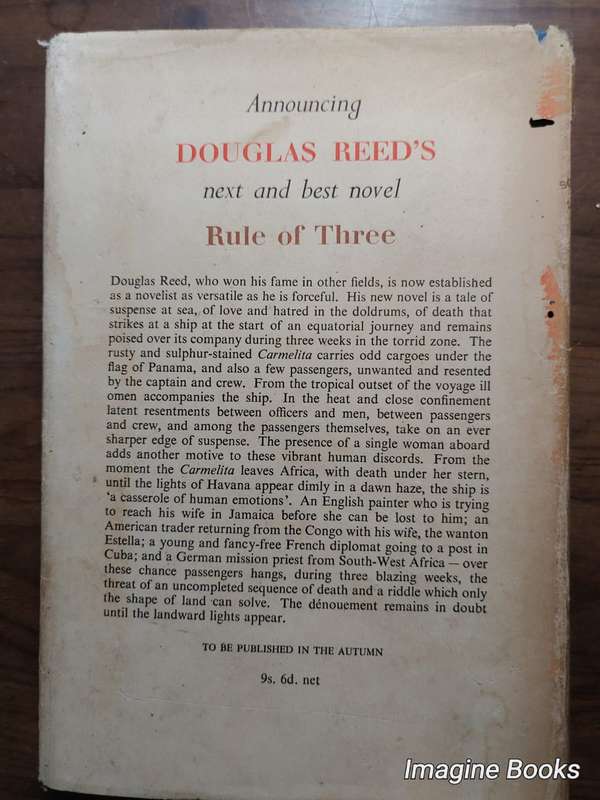 Announcing
DOUGLAS REED'S
next and best novel
Rule of Three
Douglas Reed, who won his fame in other fields, is now established
as a novelist as versatile as he is forceful. His new novel is a tale of
suspense at sea, of love and hatred in the doldrums, of death that
strikes at a ship at the start of an equatorial journey and remains
poised over its company during three weeks in the torrid zone. The
rusty and sulphur-stained Carmelita carries odd cargoes under the
flag of Panama, and also a few passengers, unwanted and resented
by the captain and crew. From the tropical outset of the voyage ill
omen accompanies the ship. In the heat and close confinement
latent resentments between officers and men, between passengers
and crew, and among the passengers themselves, take on an ever
sharper edge of suspense. The presence of a single woman aboard
adds another motive to these vibrant human discords. From the
moment the Carmelita leaves Africa, with death under her stern,
until the lights of Havana appear dimly in a dawn haze, the ship is
'a casserole of human emotions'. An English painter who is trying
to reach his wife in Jamaica before she can be lost to him; an
American trader returning from the Congo with his wife, the wanton
Estella; a young and fancy-free French diplomat going to a post in
Cuba; and a German mission priest from South-West Africa — over
these chance passengers hangs, during three blazing weeks, the
threat of an uncompleted sequence of death and a riddle which only
the shape of land can solve. The dénouement remains in doubt
until the landward lights appear.
TO BE PUBLISHED IN THE AUTUMN
9s. 6d. net
Imagine Books